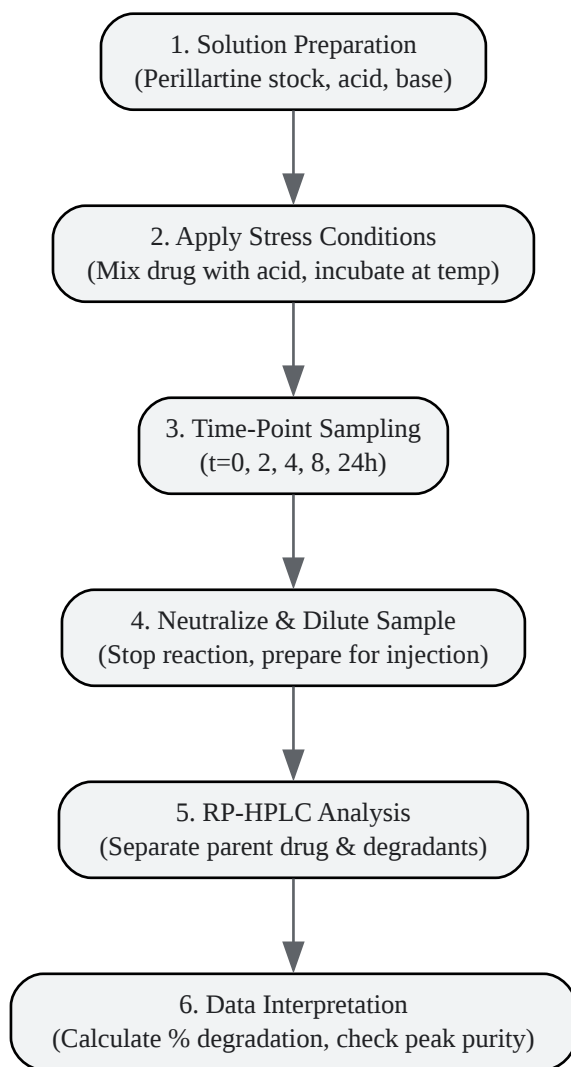 1. Solution Preparation
(Perillartine stock, acid, base)
2. Apply Stress Conditions
(Mix drug with acid, incubate at temp)
3. Time-Point Sampling
(t=0, 2, 4, 8, 24h)
4. Neutralize & Dilute Sample
(Stop reaction, prepare for injection)
5. RP-HPLC Analysis
(Separate parent drug & degradants)
6. Data Interpretation
(Calculate % degradation, check peak purity)